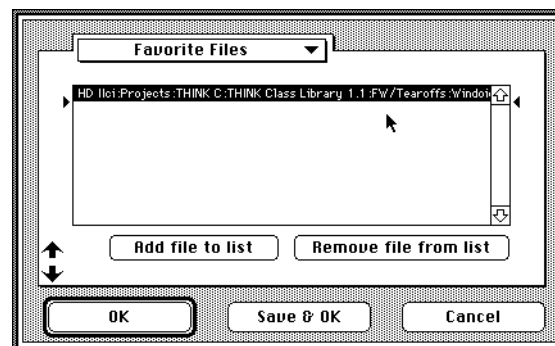 Favorite Files
HD IIci:Projects:THINK C:THINK Class Library 1.1:FW/Tearoffs:Windoi
Add file to list
Remove file from list
OK
Save & OK
Cancel